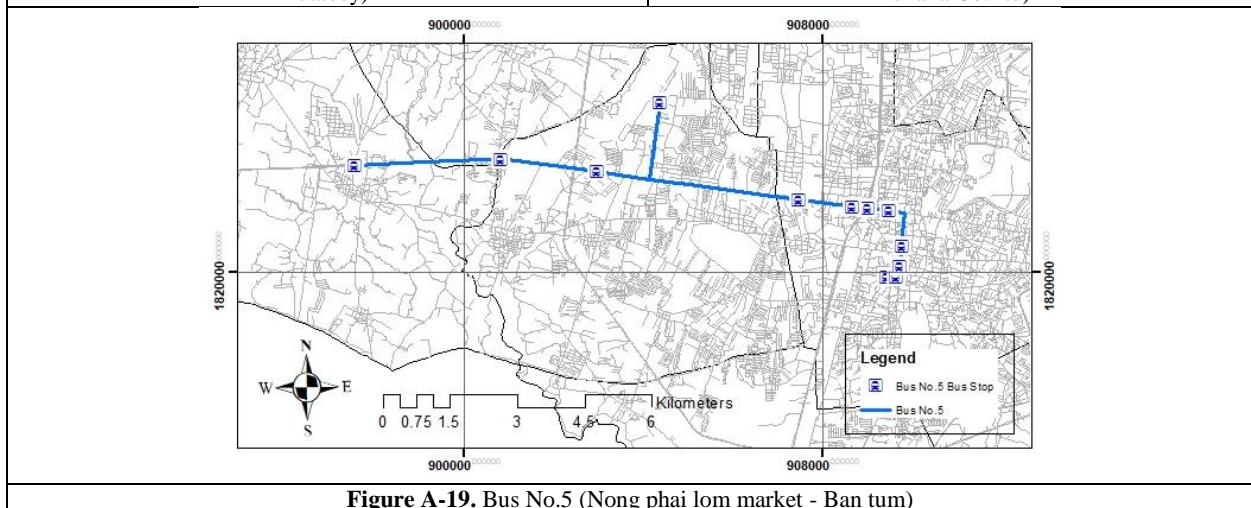 900000 908000
1820000 1820000
N
W E
S
Kilometers
0 0.75 1.5 3 4.5 6
Legend
Bus No.5 Bus Stop
Bus No.5
900000 908000
Figure A-19. Bus No.5 (Nong phai lom market - Ban tum)